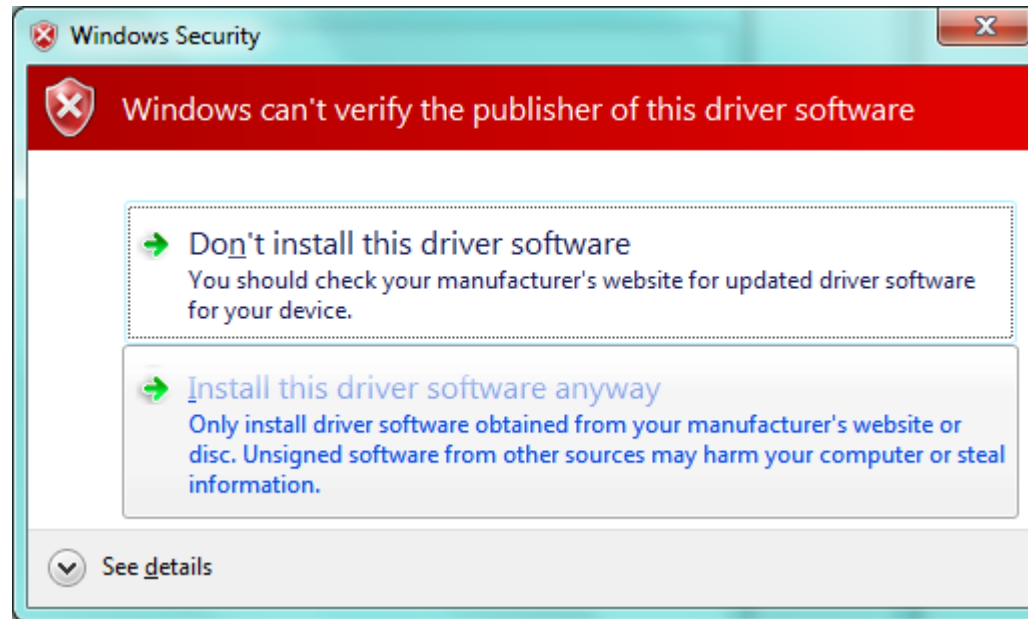 Windows Security
Windows can't verify the publisher of this driver software
Don't install this driver software
You should check your manufacturer's website for updated driver software
for your device.
Install this driver software anyway
Only install driver software obtained from your manufacturer's website or
disc. Unsigned software from other sources may harm your computer or steal
information.
See details